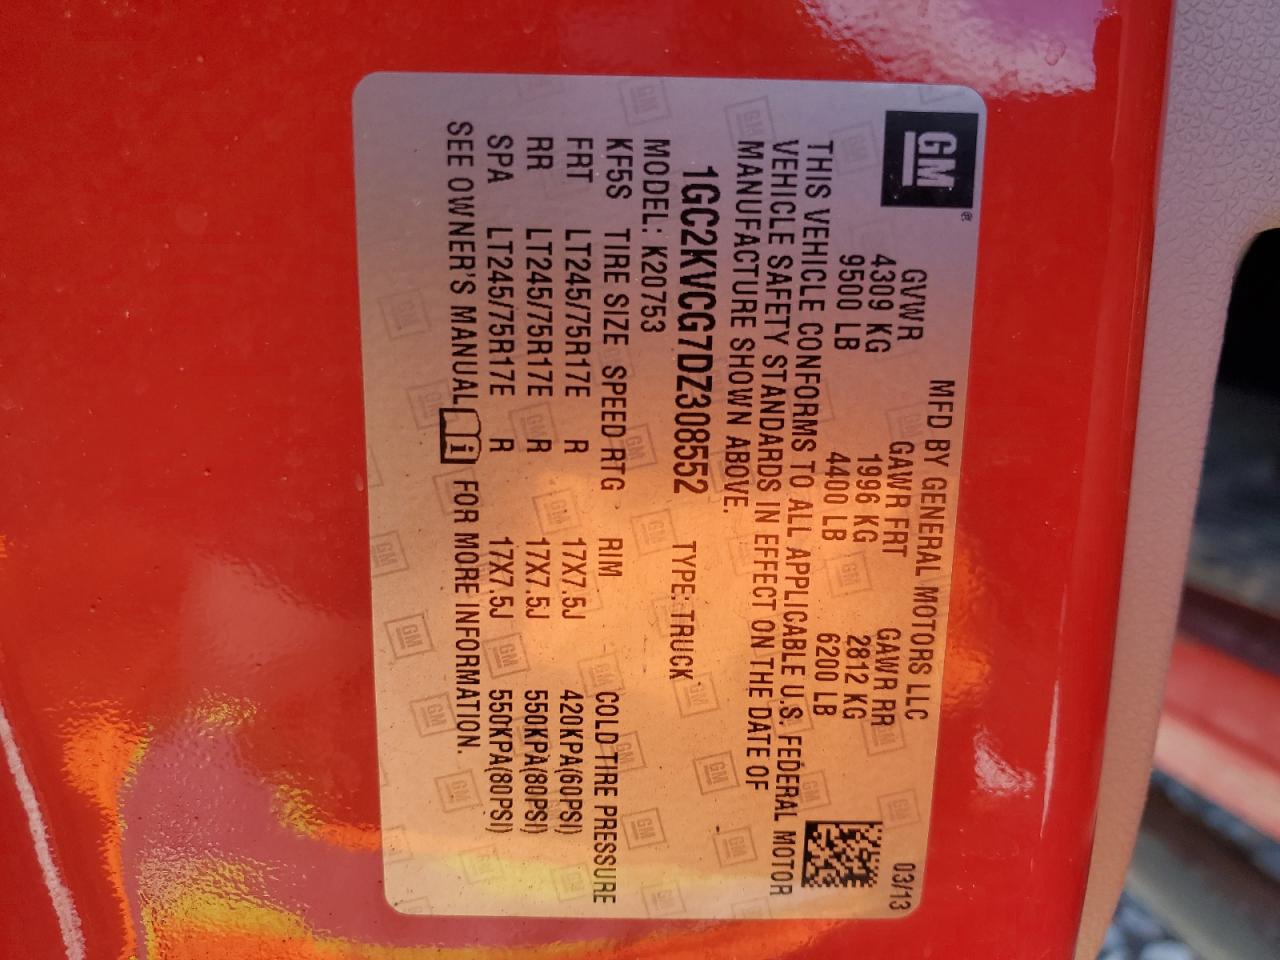 GM®
MFD BY GENERAL MOTORS LLC 03/13
GVWR GAWR FRT GAWR RR
4309 KG 1996 KG 2812 KG
9500 LB 4400 LB 6200 LB
THIS VEHICLE CONFORMS TO ALL APPLICABLE U.S. FEDERAL MOTOR
VEHICLE SAFETY STANDARDS IN EFFECT ON THE DATE OF
MANUFACTURE SHOWN ABOVE.
1GC2KVCG7DZ308552 TYPE: TRUCK
MODEL: K20753
KF5S TIRE SIZE SPEED RTG RIM COLD TIRE PRESSURE
FRT LT245/75R17E R 17X7.5J 420KPA(60PSI)
RR LT245/75R17E R 17X7.5J 550KPA(80PSI)
SPA LT245/75R17E R 17X7.5J 550KPA(80PSI)
SEE OWNER'S MANUAL i FOR MORE INFORMATION.